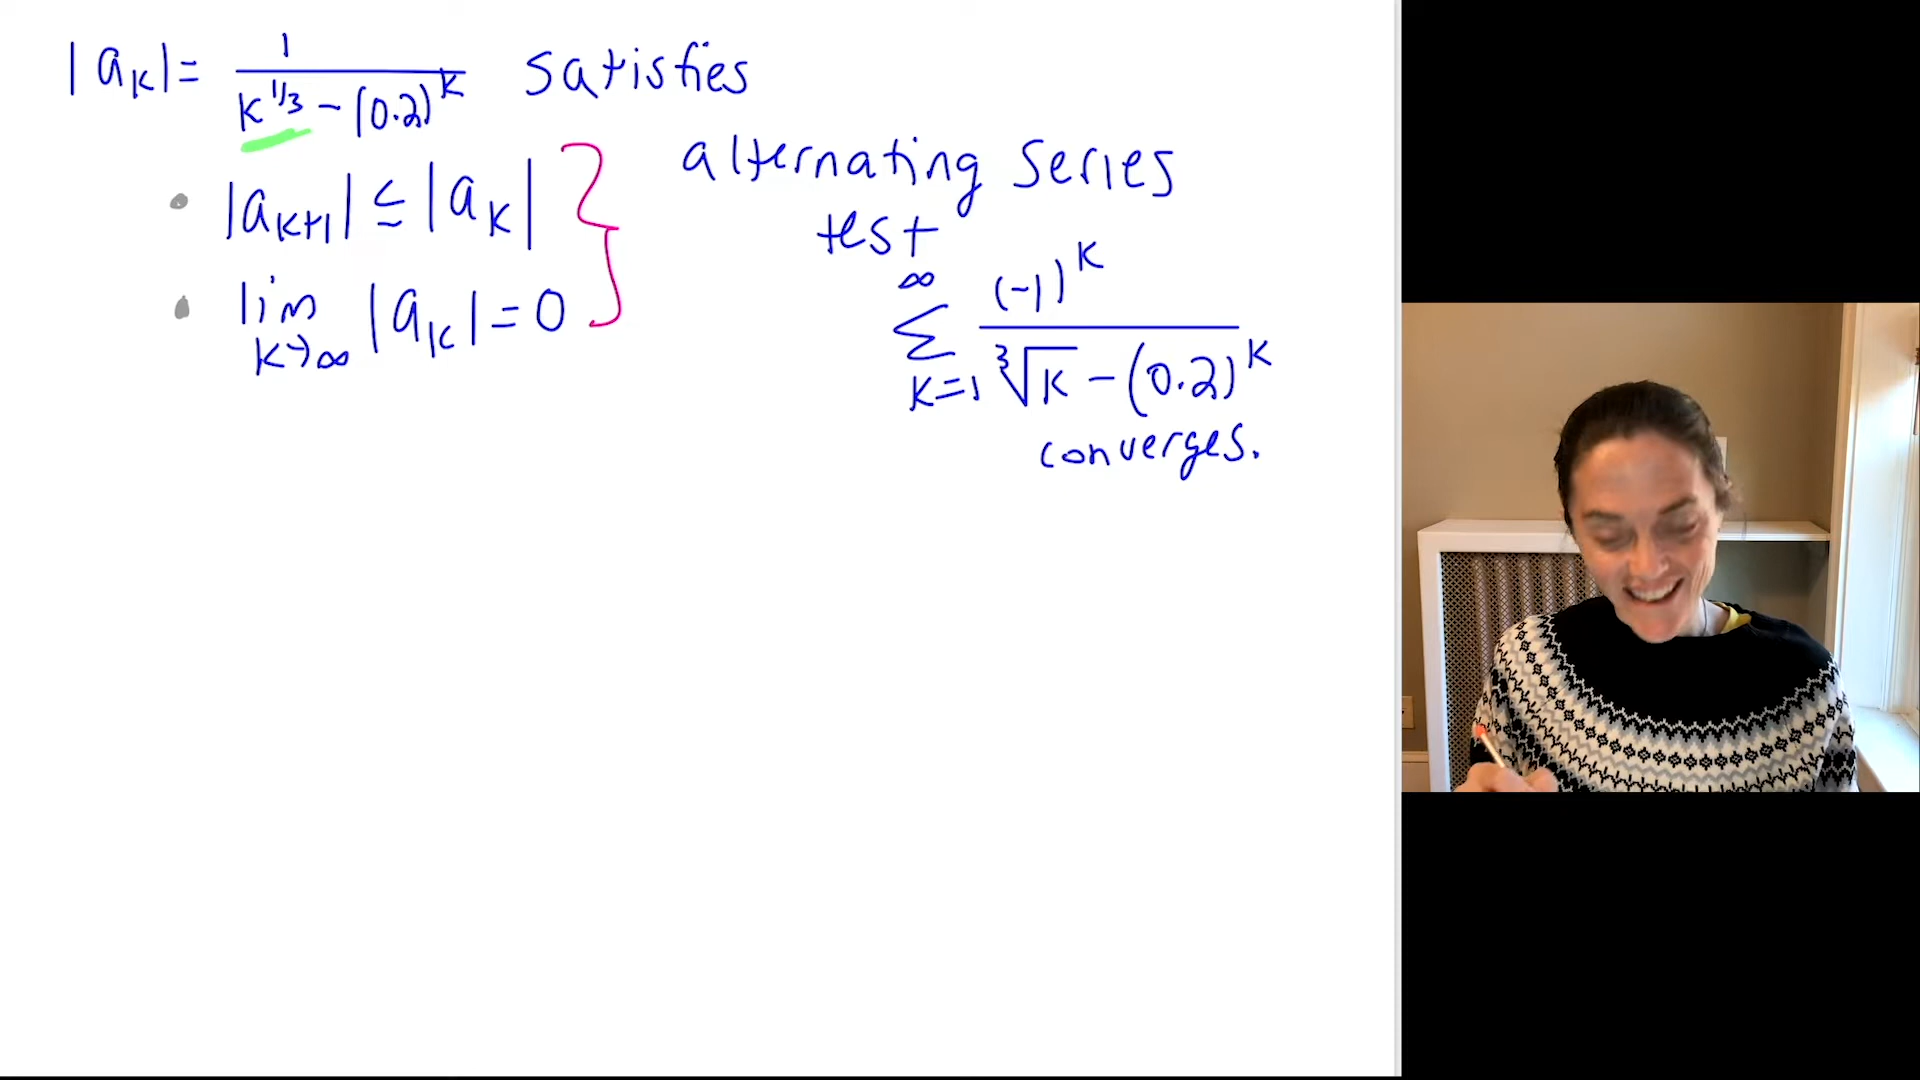 |a_k| = 1/(k^{1/3} - (0.2)^k) satisfies
• |a_{k+1}| ≤ |a_k|
• lim_{k→∞} |a_k| = 0
alternating series
test
∑_{k=1}^{∞} (-1)^k/(∛k - (0.2)^k)
converges.